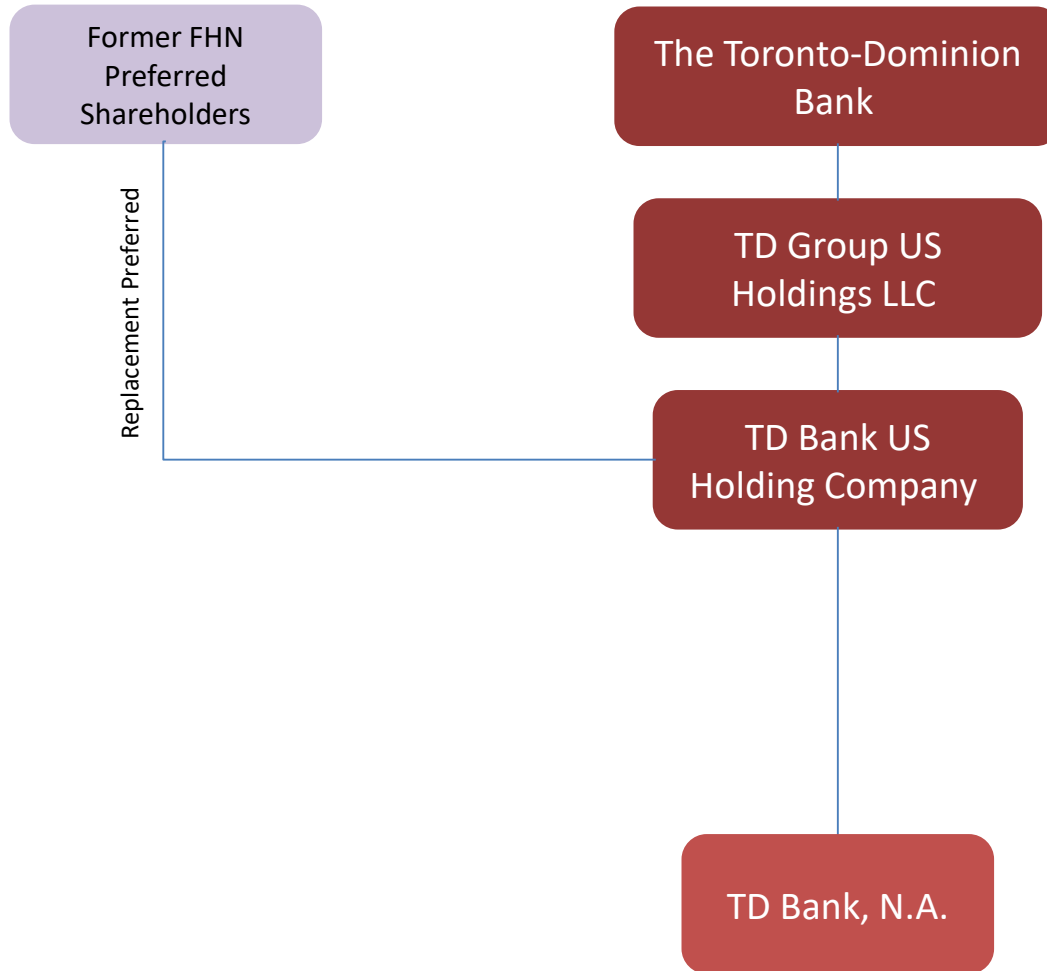 Former FHN
Preferred
Shareholders
The Toronto-Dominion
Bank
Replacement Preferred
TD Group US
Holdings LLC
TD Bank US
Holding Company
TD Bank, N.A.